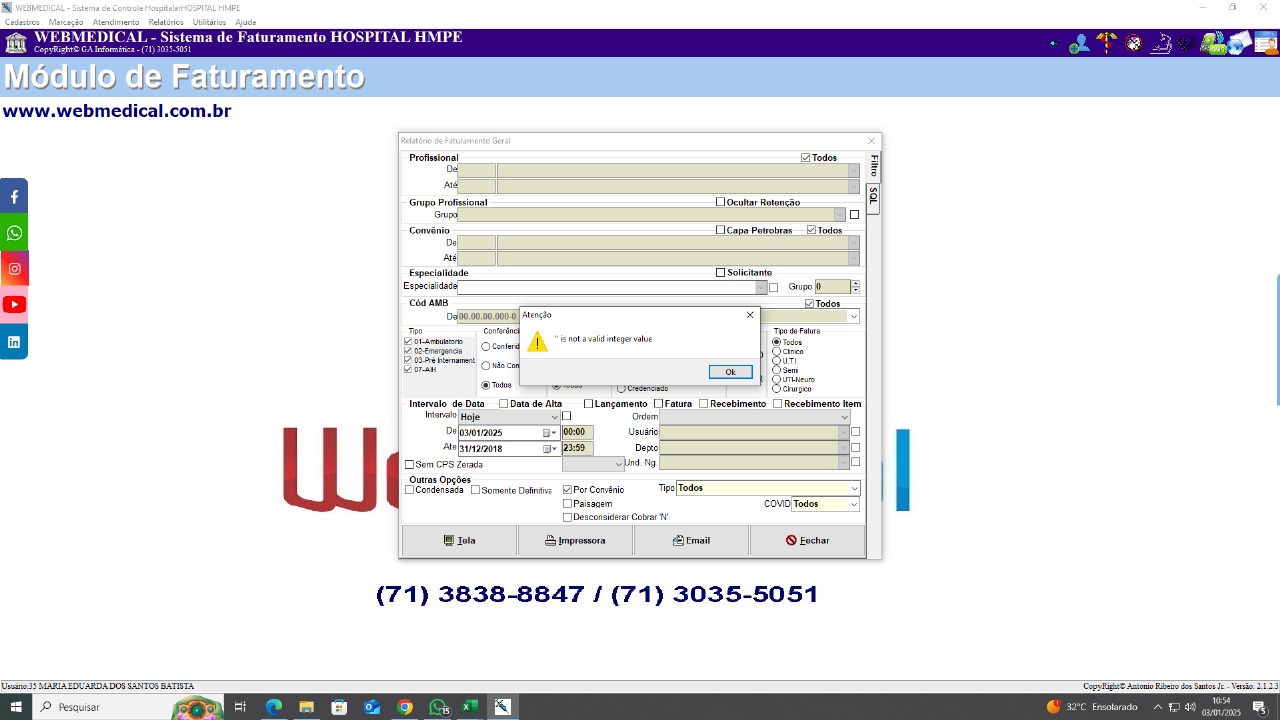 WEBMEDICAL - Sistema de Controle HospitalarHOSPITAL HMPE
Cadastros Marcação Atendimento Relatórios Utilitários Ajuda
WEBMEDICAL - Sistema de Faturamento HOSPITAL HMPE
CopyRight© GA Informática - (71) 3035-5051
Módulo de Faturamento
www.webmedical.com.br
Relatório de Faturamento Geral
Filtro
SQL
Profissional Todos
De
Até
Grupo Profissional Ocultar Retenção
Grupo
Convênio Capa Petrobras Todos
De
Até
Especialidade Solicitante
Especialidade Grupo 0
Cód AMB Todos
De 00.00.00.000-0
Atenção
'' is not a valid integer value
Ok
Tipo
01-Ambulatorio
02-Emergencia
03-Pré Internament
07-AIH
Conferência
Conferid
Não Con
Todos
Todos
Credenciado
Tipo de Fatura
Todos
Clinico
U.T.I.
Semi
UTI-Neuro
Cirurgico
Intervalo de Data Data de Alta Lançamento Fatura Recebimento Recebimento Item
Intervalo Hoje Ordem
De 03/01/2025 00:00 Usuário
Ate 31/12/2018 23:59 Depto
Sem CPS Zerada Und. Ng.
Outras Opções
Condensada Somente Definitiva Por Convênio Tipo Todos
Paisagem COVID Todos
Desconsiderar Cobrar 'N'
Tela Impressora Email Fechar
(71) 3838-8847 / (71) 3035-5051
Usuário:35 MARIA EDUARDA DOS SANTOS BATISTA CopyRight© Antonio Ribeiro dos Santos Jr. - Versão: 2.1.2.3
Pesquisar 15 32°C Ensolarado 10:54
03/01/2025 5